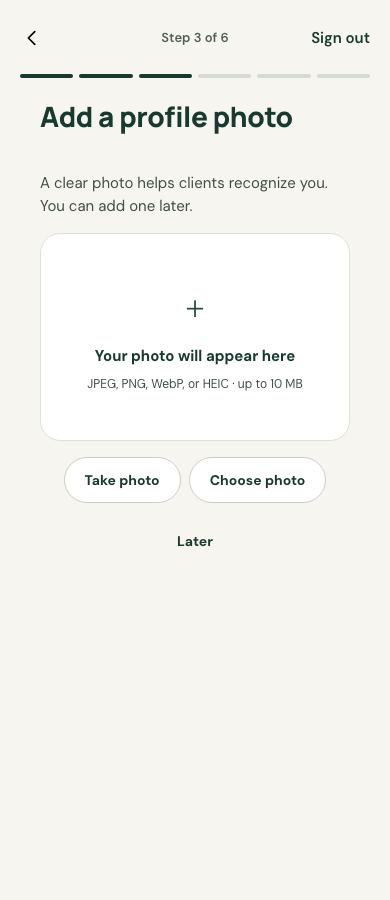 Step 3 of 6
Sign out
Add a profile photo
A clear photo helps clients recognize you.
You can add one later.
Your photo will appear here
JPEG, PNG, WebP, or HEIC · up to 10 MB
Take photo
Choose photo
Later